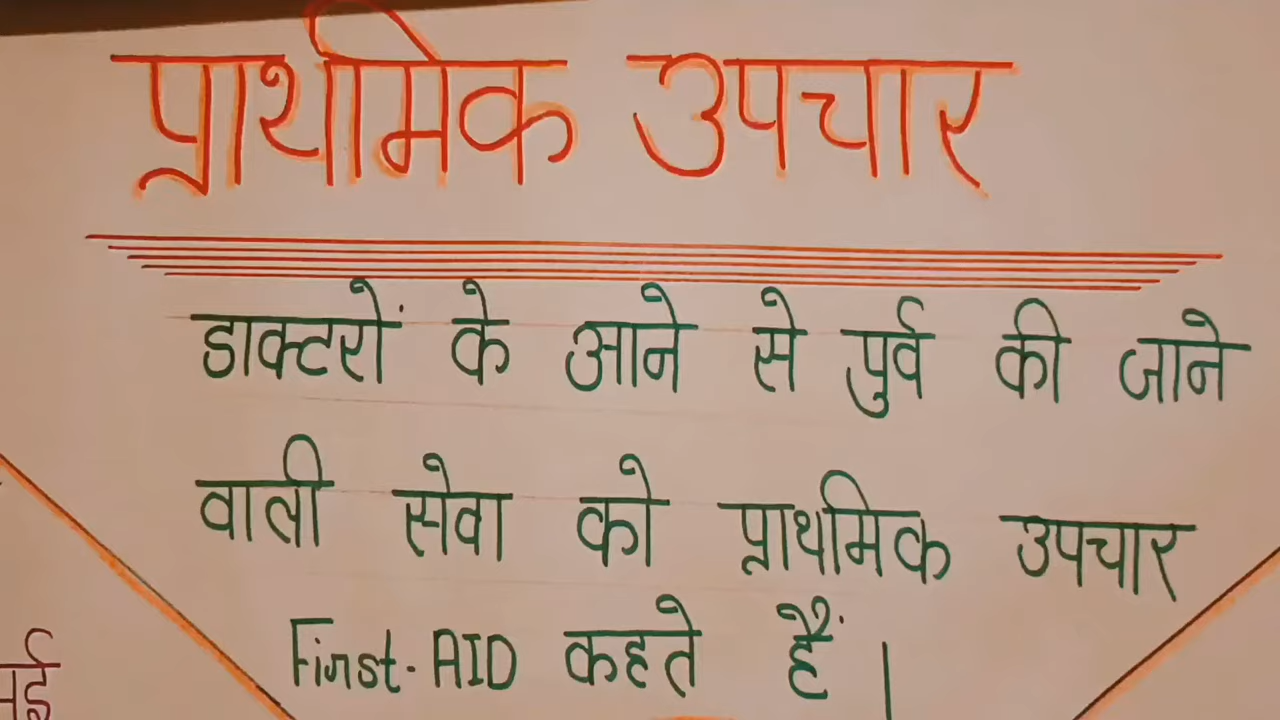 प्राथमिक उपचार
डाक्टरों के आने से पुर्व की जाने
वाली सेवा को प्राथमिक उपचार
First-AID कहते हैं।